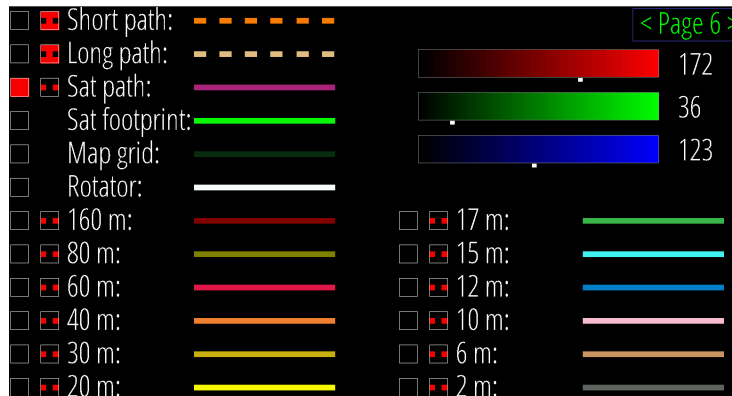 Short path:
< Page 6 >
Long path:
172
Sat path:
36
Sat footprint:
Map grid:
123
Rotator:
160 m:
17 m:
80 m:
15 m:
60 m:
12 m:
40 m:
10 m:
30 m:
6 m:
20 m:
2 m: